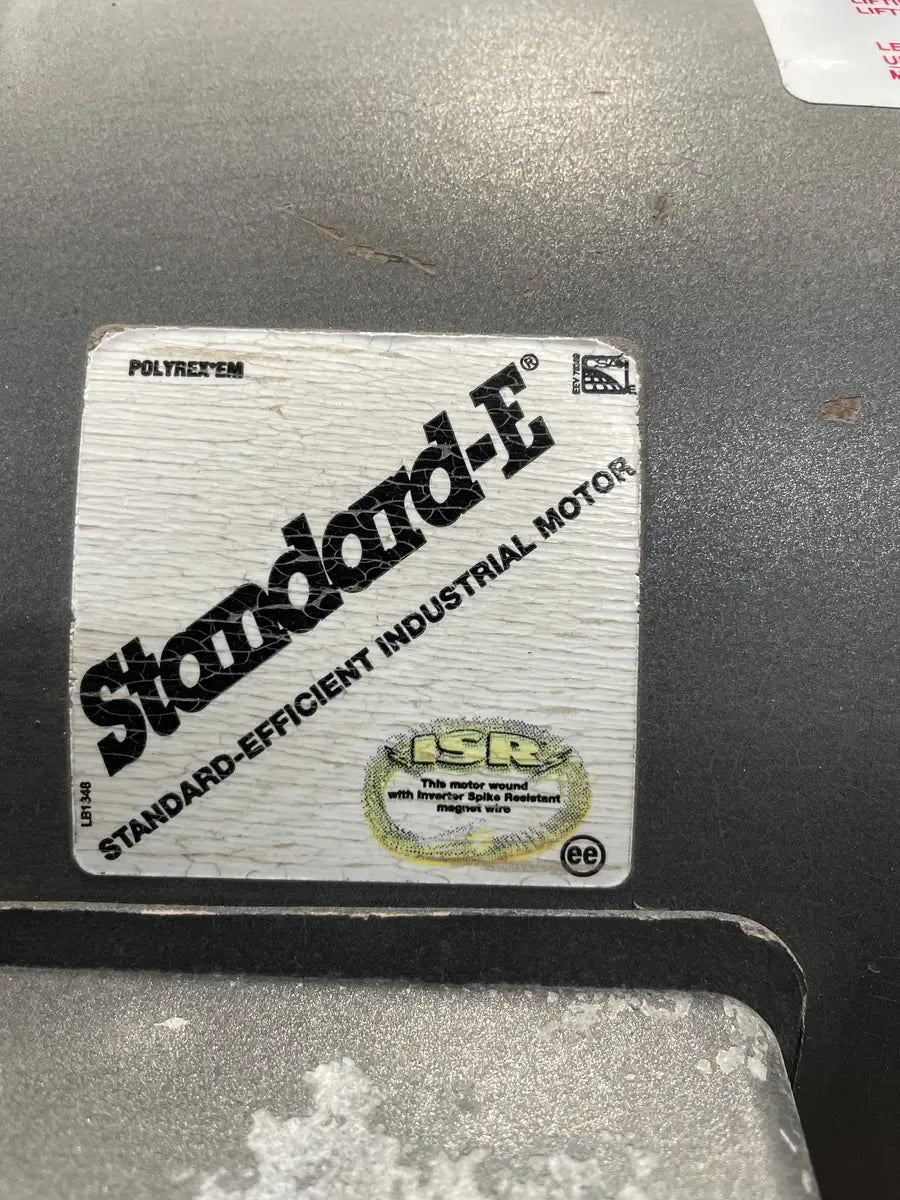 POLYREX*EM
Standard-E®
STANDARD-EFFICIENT INDUSTRIAL MOTOR
ISR
This motor wound
with Inverter Spike Resistant
magnet wire
ee
LB1348